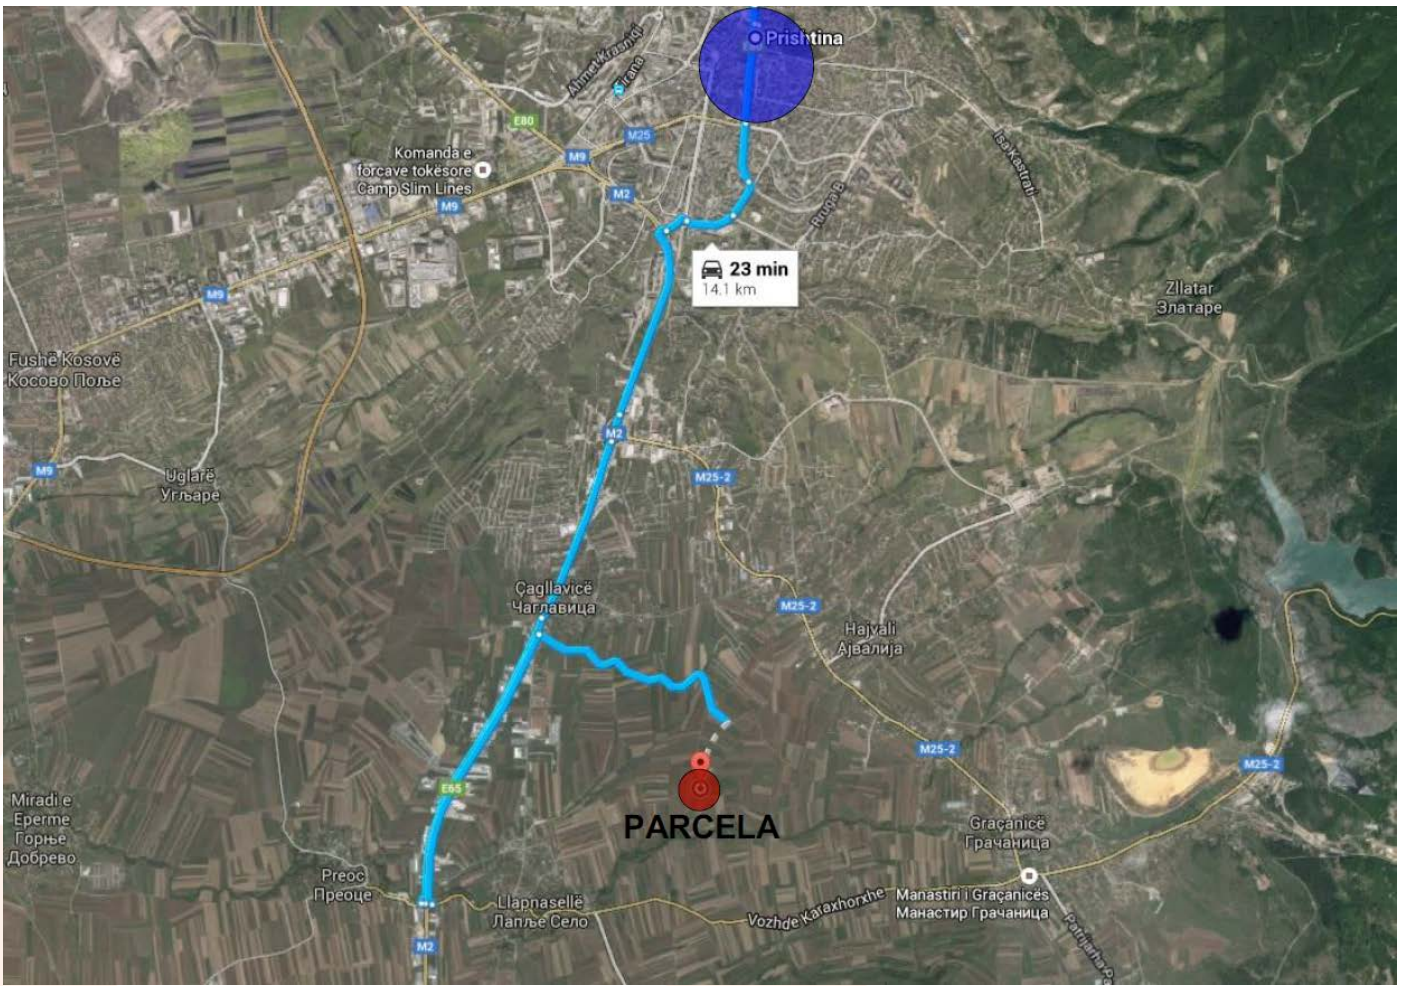 Prishtina
Ahmet Krasniqi
Tirana
E80
M25
Komanda e
forcave tokësore
Camp Slim Lines
M9
M2
M9
Isa Kastrati
Rruga B
23 min
14.1 km
M9
Zllatar
Златаре
Fushë Kosovë
Косово Поље
M2
M9
Uglarë
Угљаре
M25-2
Çagllavicë
Чаглавица
M25-2
Hajvali
Ајвалија
M25-2
M25-2
E65
PARCELA
Miradi e
Eperme
Горње
Добрево
Graçanicë
Грачаница
Preoc
Преоце
Llapnasellë
Лапље Село
Vozhde Karaxhorxhe
Manastiri i Graçanicës
Манастир Грачаница
M2